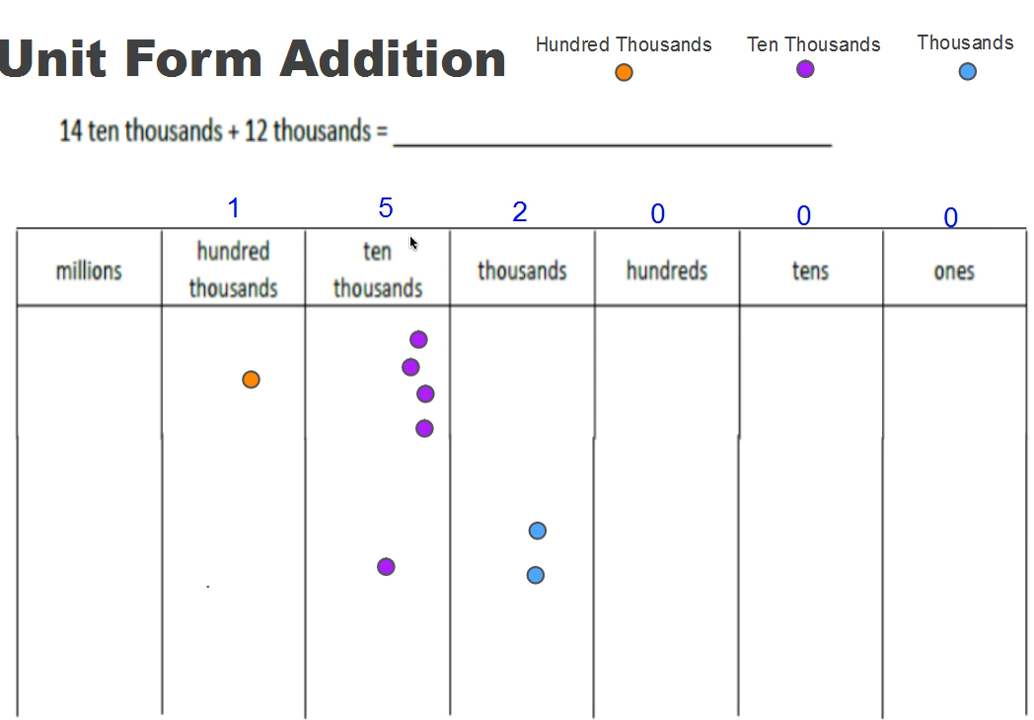 Unit Form Addition
Hundred Thousands Ten Thousands Thousands
14 ten thousands + 12 thousands = ____________________
1 5 2 0 0 0
millions hundred thousands ten thousands thousands hundreds tens ones